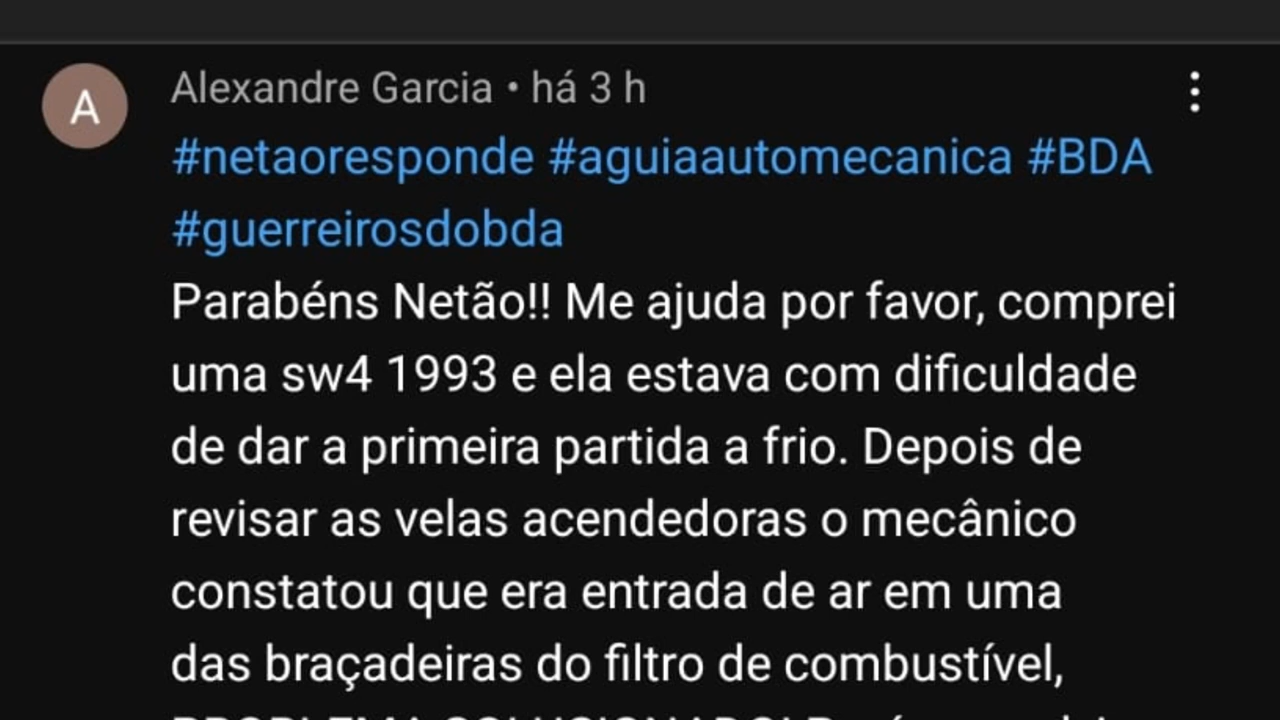 A
Alexandre Garcia • há 3 h
#netaoresponde #aguiaautomecanica #BDA
#guerreirosdobda
Parabéns Netão!! Me ajuda por favor, comprei
uma sw4 1993 e ela estava com dificuldade
de dar a primeira partida a frio. Depois de
revisar as velas acendedoras o mecânico
constatou que era entrada de ar em uma
das braçadeiras do filtro de combustível,
PROBLEMA SOLUCIONADO!